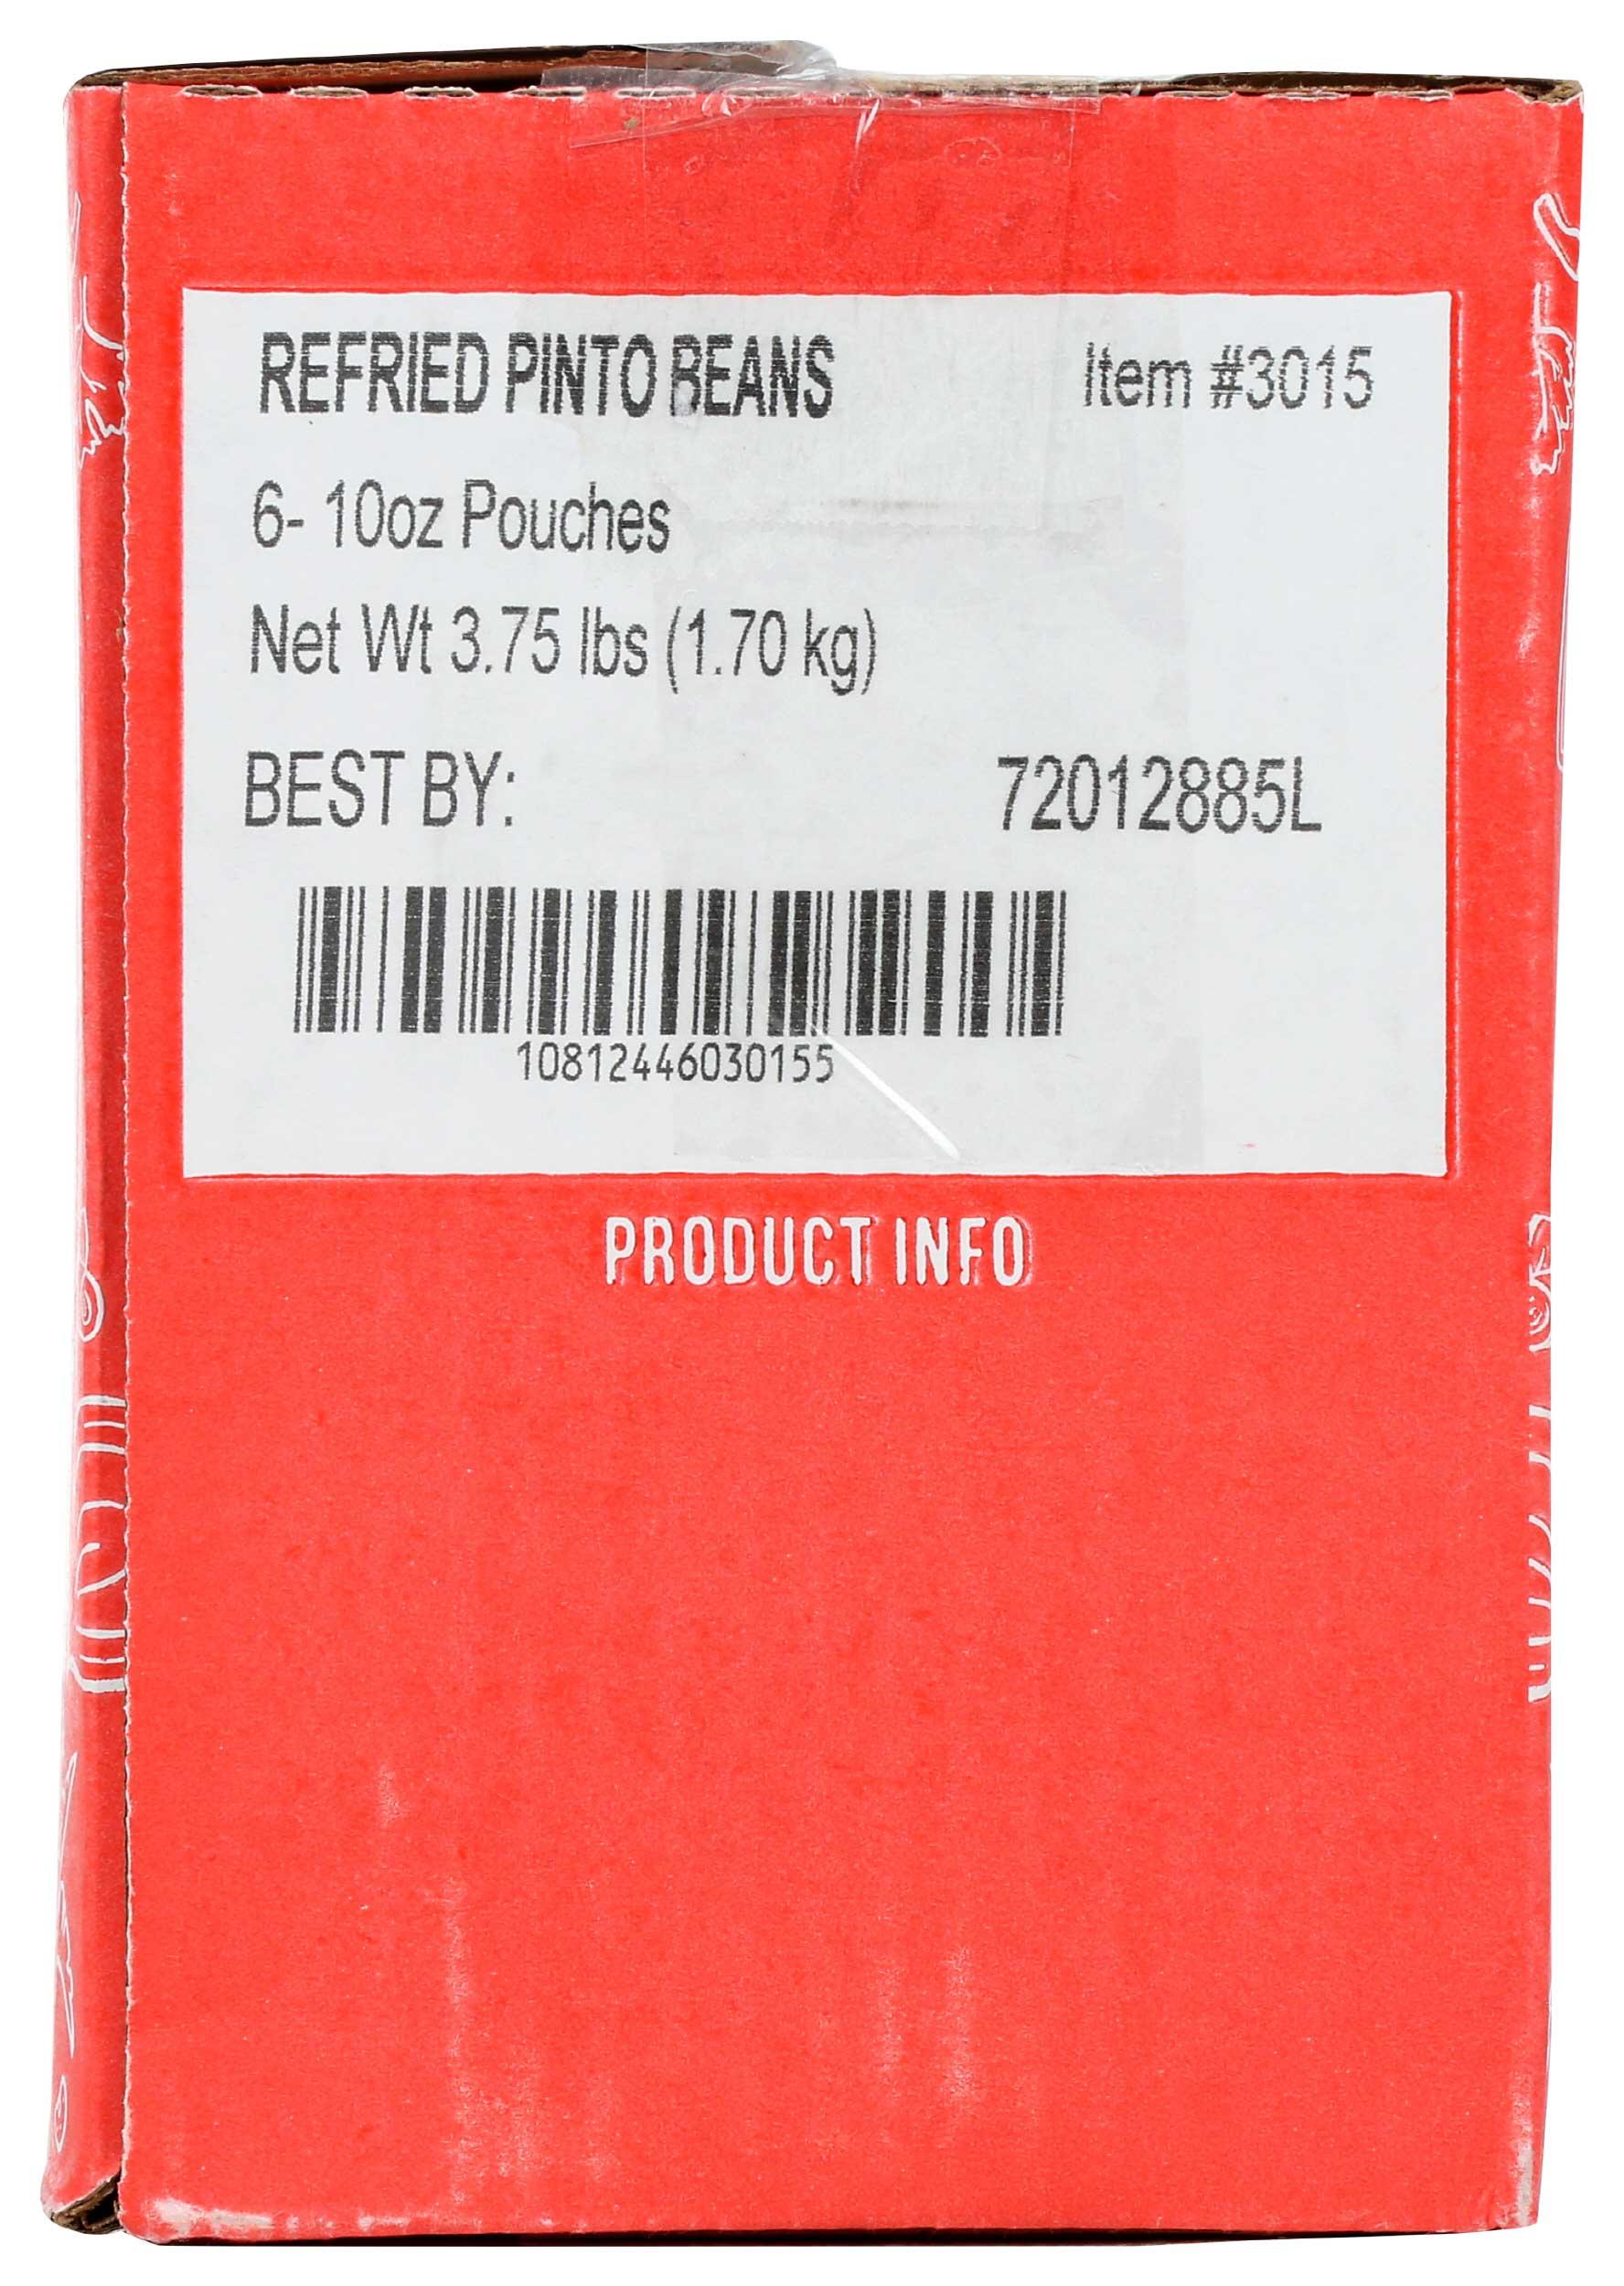 REFRIED PINTO BEANS Item #3015
6- 10oz Pouches
Net Wt 3.75 lbs (1.70 kg)
BEST BY: 72012885L
10812446030155
PRODUCT INFO